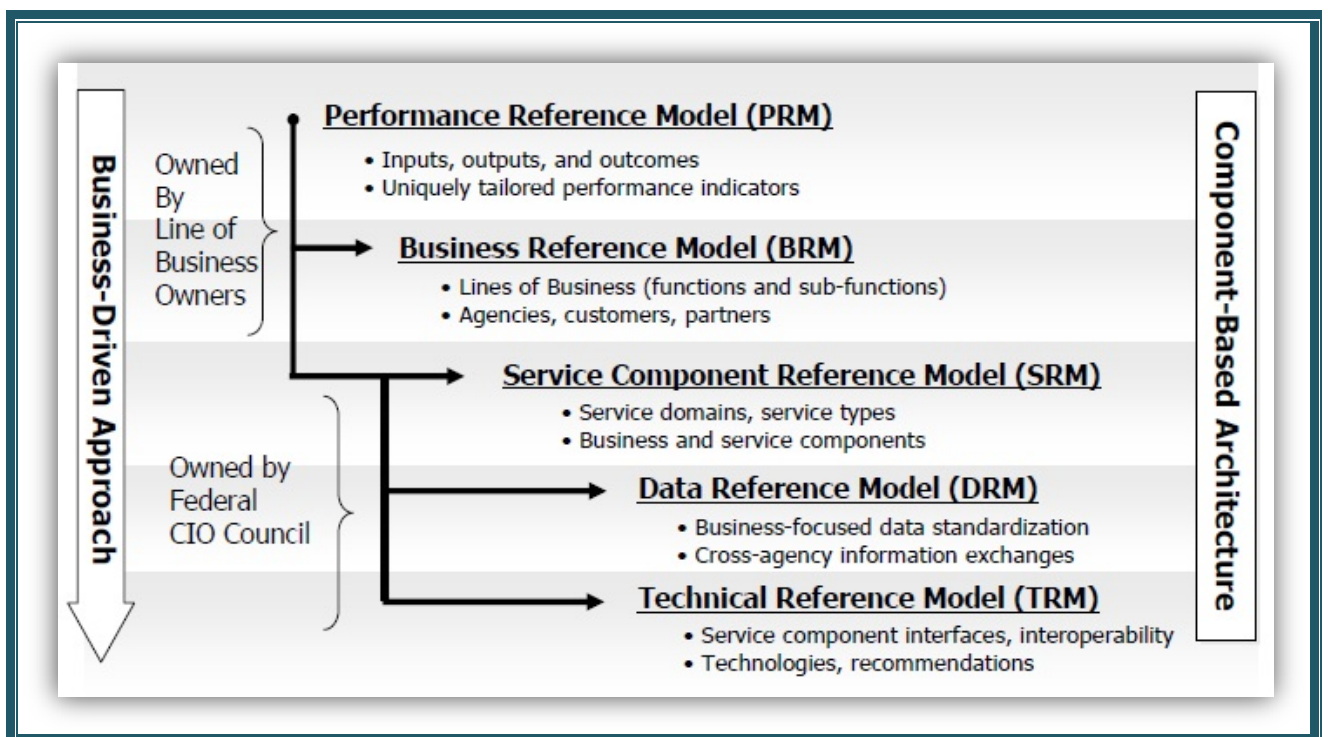 Business-Driven Approach
Owned
By
Line of
Business
Owners
Performance Reference Model (PRM)
• Inputs, outputs, and outcomes
• Uniquely tailored performance indicators
Business Reference Model (BRM)
• Lines of Business (functions and sub-functions)
• Agencies, customers, partners
Owned by
Federal
CIO Council
Service Component Reference Model (SRM)
• Service domains, service types
• Business and service components
Data Reference Model (DRM)
• Business-focused data standardization
• Cross-agency information exchanges
Technical Reference Model (TRM)
• Service component interfaces, interoperability
• Technologies, recommendations
Component-Based Architecture